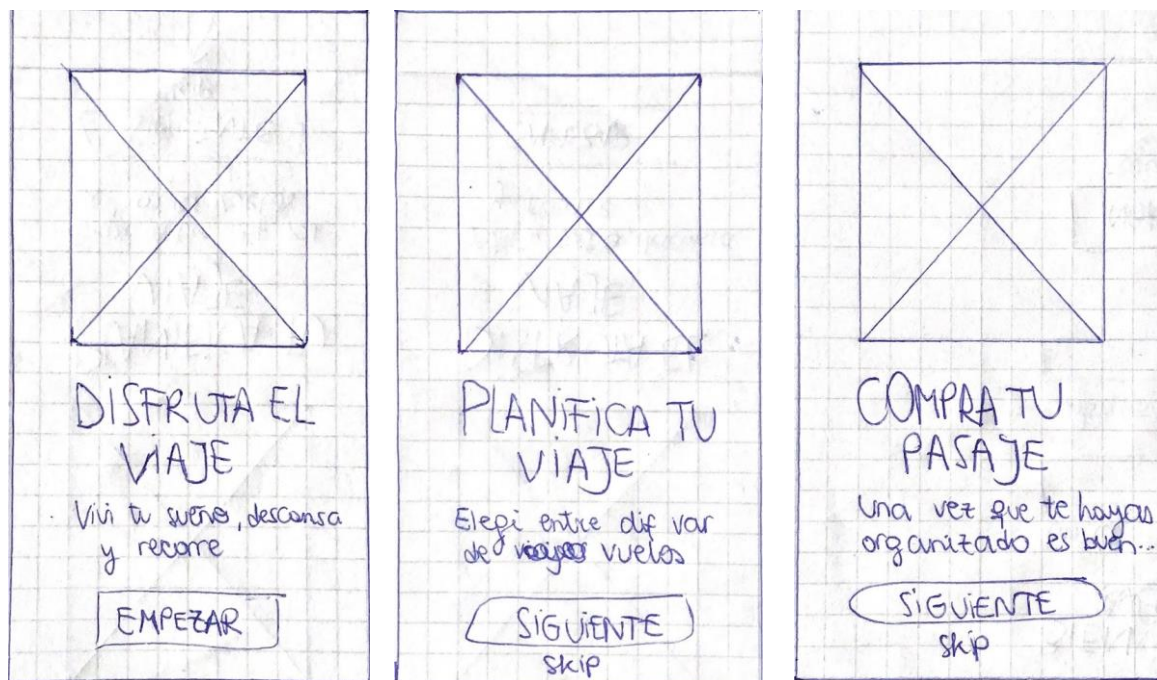 DISFRUTA EL
VIAJE
Vivi tu sueño, descansa
y recorre
EMPEZAR
PLANIFICA TU
VIAJE
Elegi entre dif var
de vuelos
SIGUIENTE
skip
COMPRA TU
PASAJE
Una vez que te hayas
organizado es buen...
SIGUIENTE
skip